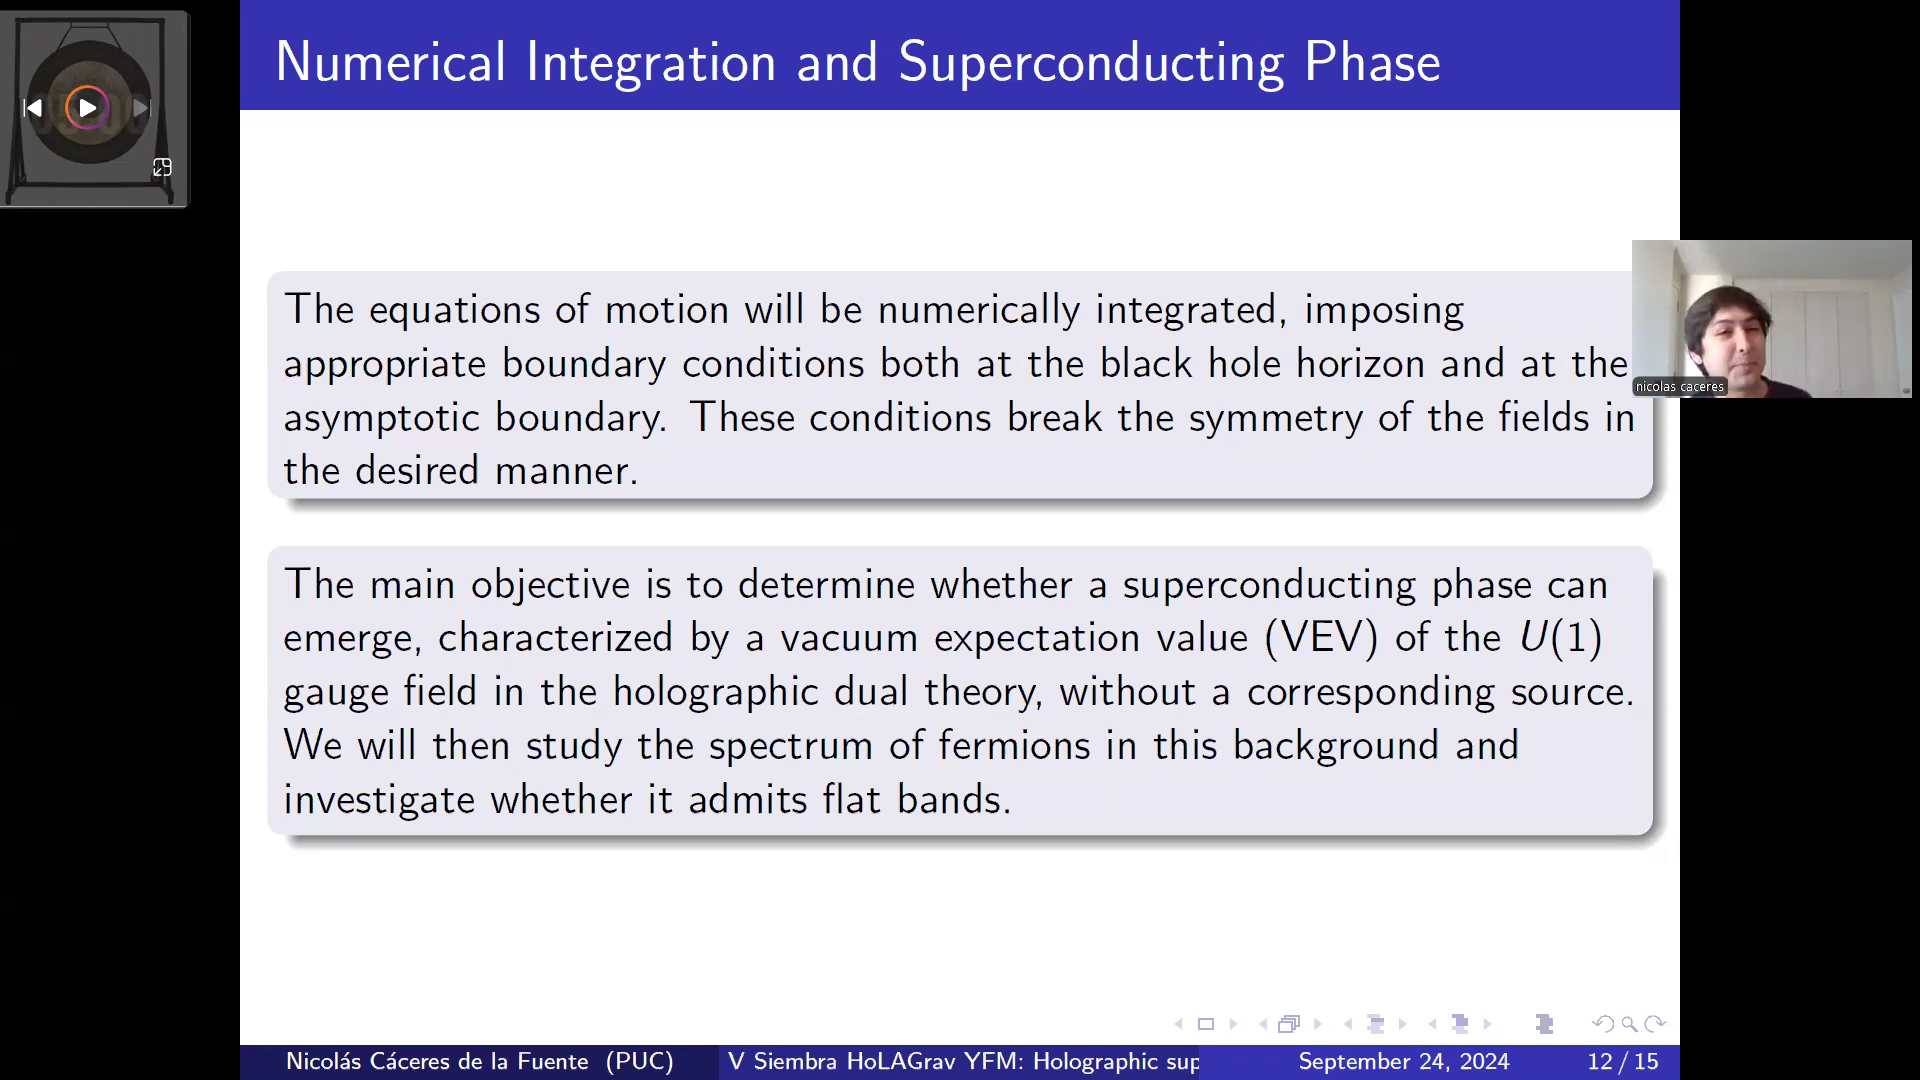 Numerical Integration and Superconducting Phase
The equations of motion will be numerically integrated, imposing
appropriate boundary conditions both at the black hole horizon and at the
asymptotic boundary. These conditions break the symmetry of the fields in
the desired manner.
nicolas caceres
The main objective is to determine whether a superconducting phase can
emerge, characterized by a vacuum expectation value (VEV) of the U(1)
gauge field in the holographic dual theory, without a corresponding source.
We will then study the spectrum of fermions in this background and
investigate whether it admits flat bands.
Nicolás Cáceres de la Fuente (PUC) V Siembra HoLAGrav YFM: Holographic sup September 24, 2024 12 / 15